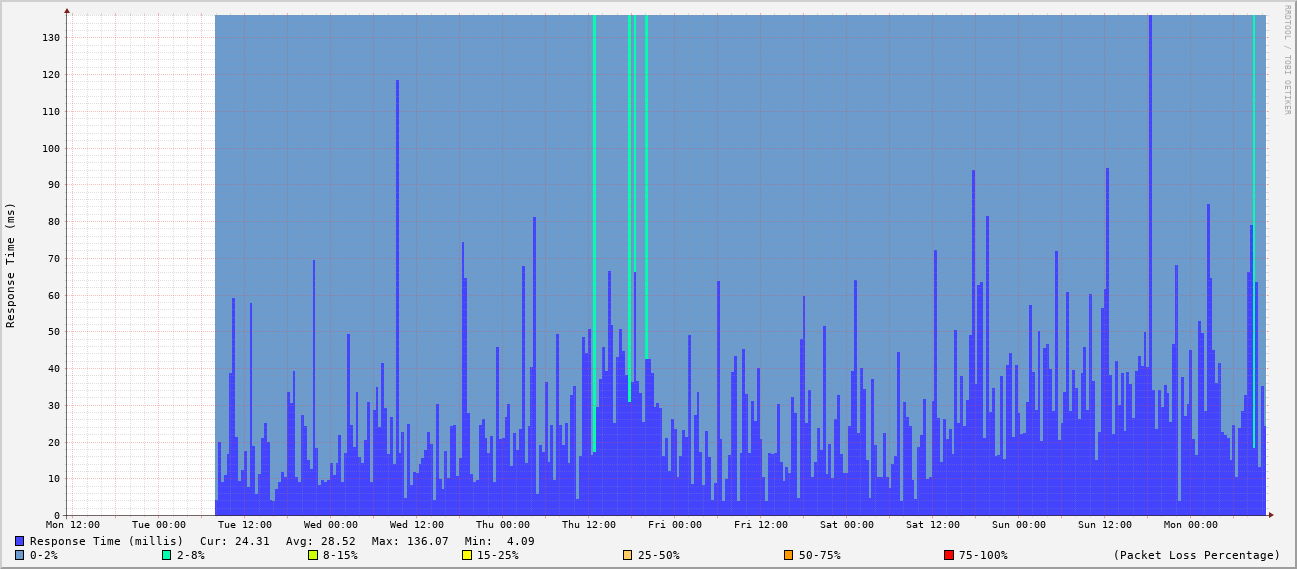 RRDTOOL / TOBI OETIKER
Response Time (ms)
130
120
110
100
90
80
70
60
50
40
30
20
10
0
Mon 12:00 Tue 00:00 Tue 12:00 Wed 00:00 Wed 12:00 Thu 00:00 Thu 12:00 Fri 00:00 Fri 12:00 Sat 00:00 Sat 12:00 Sun 00:00 Sun 12:00 Mon 00:00
Response Time (millis) Cur: 24.31 Avg: 28.52 Max: 136.07 Min: 4.09
0-2% 2-8% 8-15% 15-25% 25-50% 50-75% 75-100% (Packet Loss Percentage)